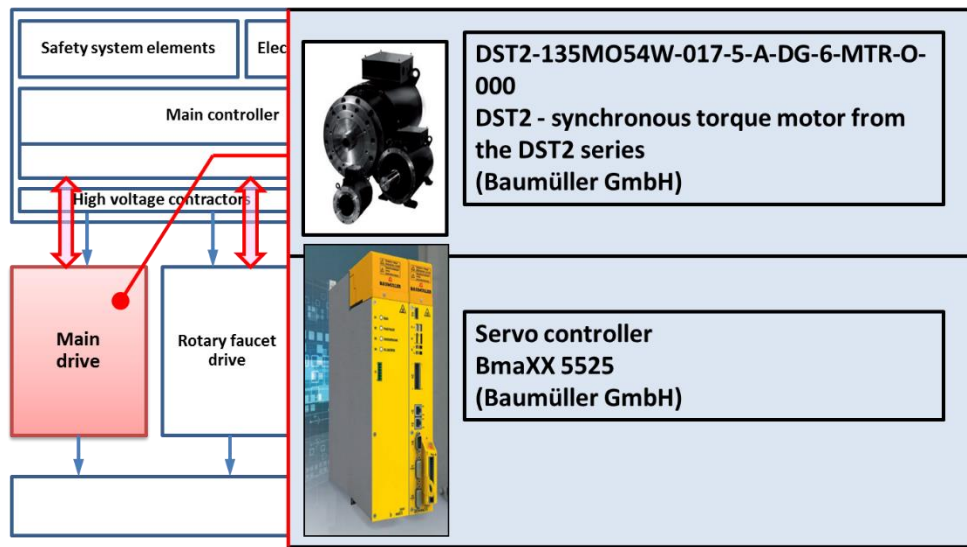 Safety system elements
Elec
Main controller
High voltage contractors
Main
drive
Rotary faucet
drive
DST2-135MO54W-017-5-A-DG-6-MTR-O-
000
DST2 - synchronous torque motor from
the DST2 series
(Baumüller GmbH)
BAUMÜLLER
Servo controller
BmaXX 5525
(Baumüller GmbH)